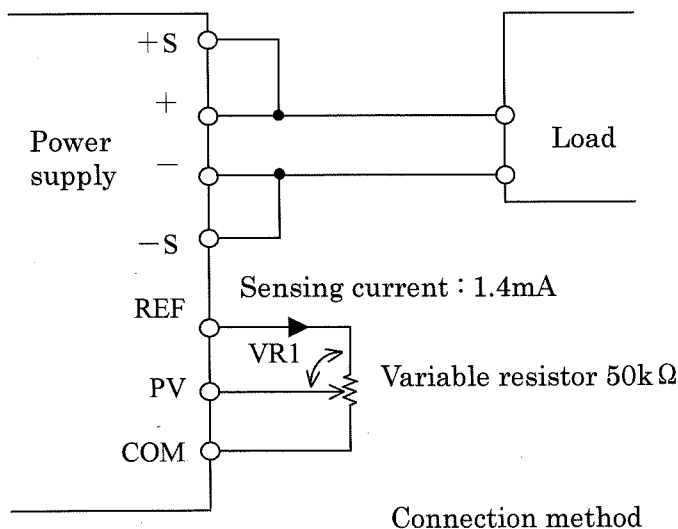 +S
+
Power
supply
−
−S
Load
REF
Sensing current : 1.4mA
VR1
PV
Variable resistor 50kΩ
COM
Connection method